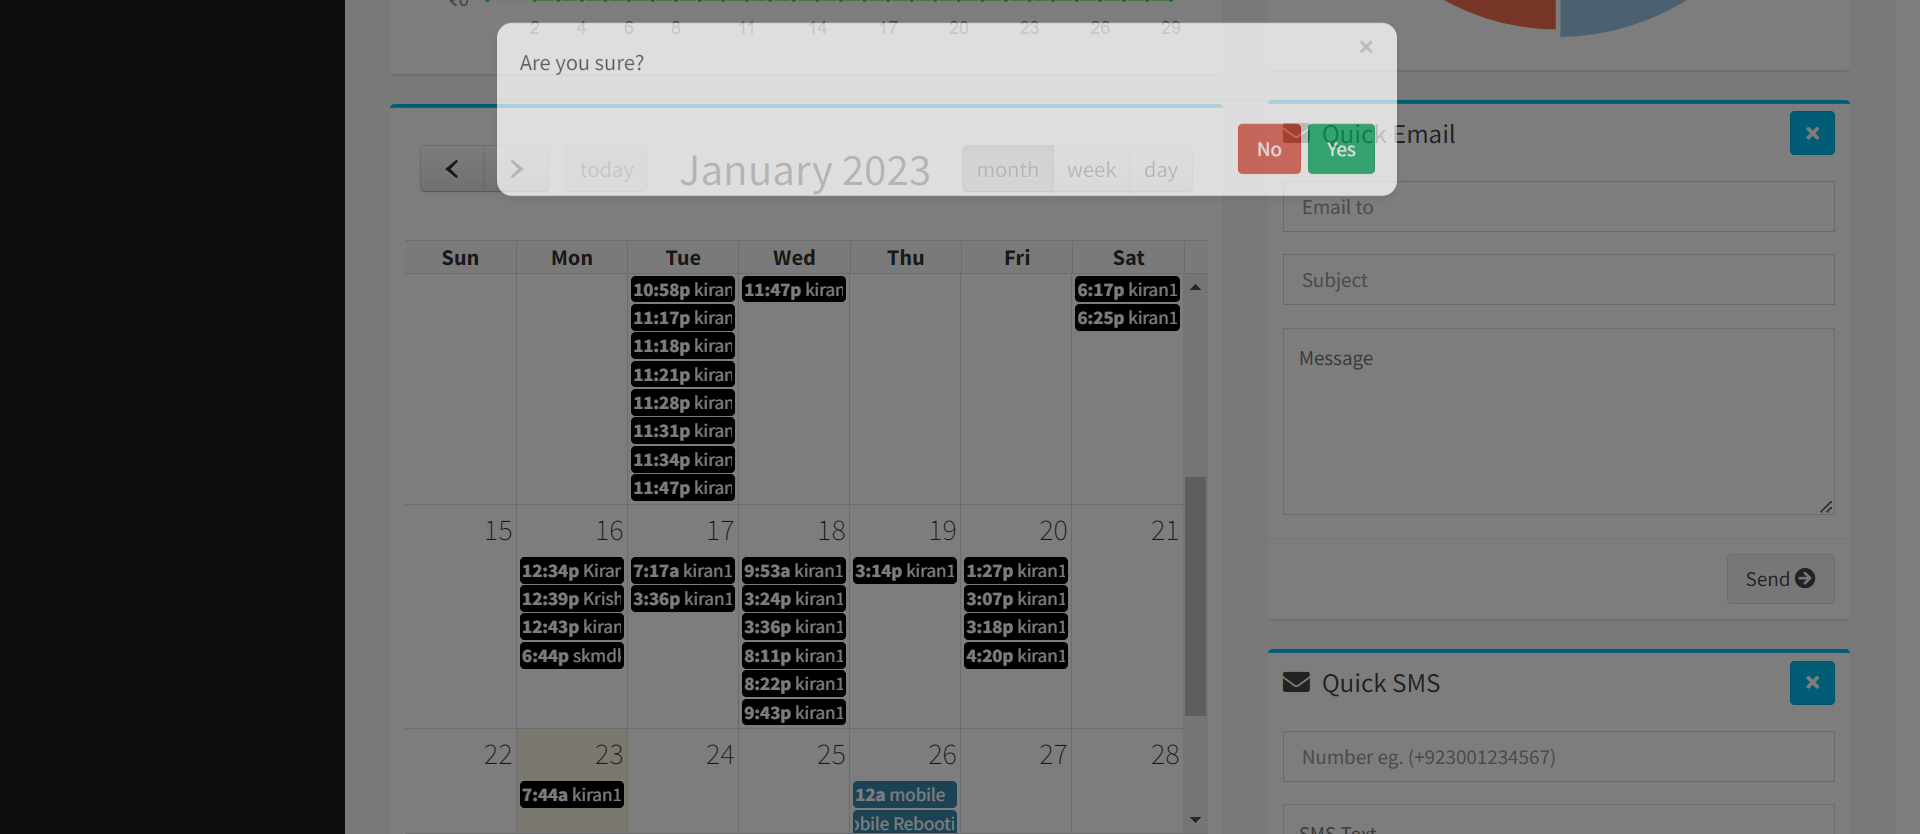 ₹0
2 4 6 8 11 14 17 20 23 26 29
Are you sure?
×
No Yes
today
January 2023
month week day
Sun Mon Tue Wed Thu Fri Sat
10:58p kiran
11:17p kiran
11:18p kiran
11:21p kiran
11:28p kiran
11:31p kiran
11:34p kiran
11:47p kiran
11:47p kiran
6:17p kiran1
6:25p kiran1
15 16 17 18 19 20 21
12:34p Kiran
12:39p Krish
12:43p kiran
6:44p skmd
7:17a kiran1
3:36p kiran1
9:53a kiran1
3:24p kiran1
3:36p kiran1
8:11p kiran1
8:22p kiran1
9:43p kiran1
3:14p kiran1
1:27p kiran1
3:07p kiran1
3:18p kiran1
4:20p kiran1
22 23 24 25 26 27 28
7:44a kiran1
12a mobile
obile Rebooti
Quick Email
×
Email to
Subject
Message
Send
Quick SMS
×
Number eg. (+923001234567)
SMS Text